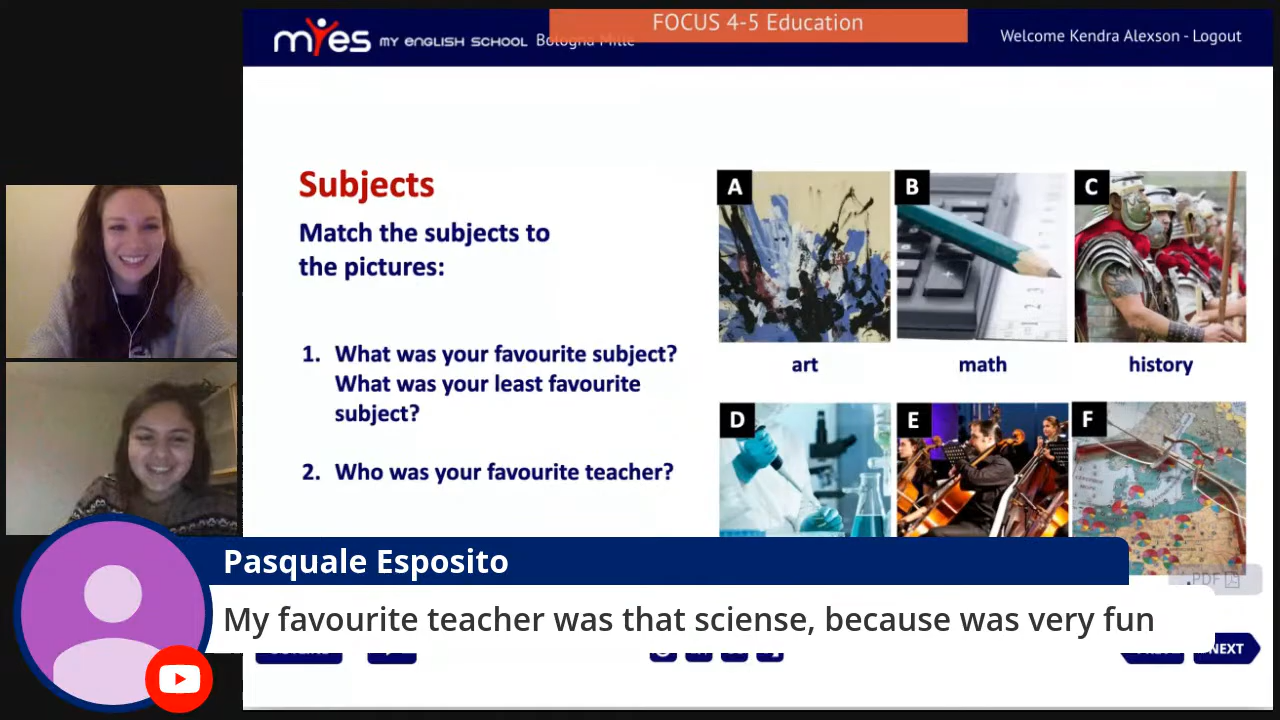 FOCUS 4-5 Education
myes MY ENGLISH SCHOOL Bologna Mille
Welcome Kendra Alexson - Logout
Subjects
Match the subjects to
the pictures:
1. What was your favourite subject?
What was your least favourite
subject?
2. Who was your favourite teacher?
A
B
C
art
math
history
D
E
F
.PDF
Pasquale Esposito
My favourite teacher was that sciense, because was very fun
NEXT